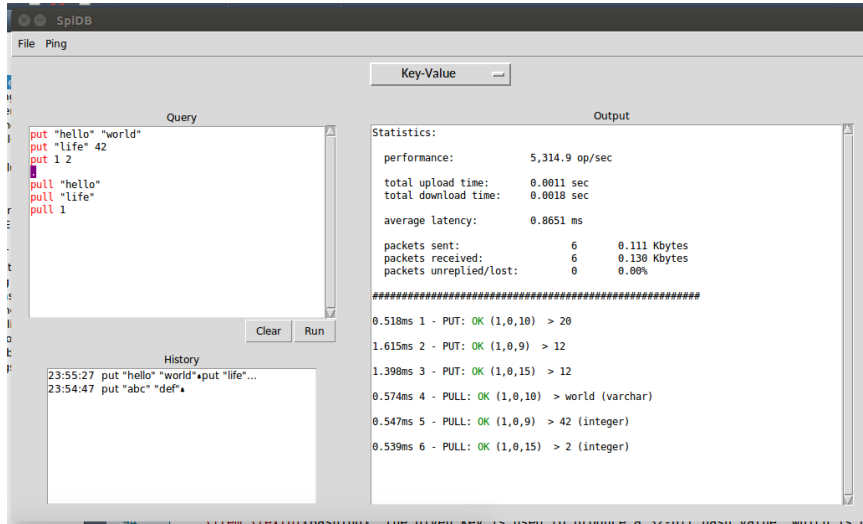 SpiDB
File Ping
Key-Value
Query
put "hello" "world"
put "life" 42
put 1 2
.
pull "hello"
pull "life"
pull 1
Clear Run
History
23:55:27 put "hello" "world" put "life"...
23:54:47 put "abc" "def"
Output
Statistics:
performance: 5,314.9 op/sec
total upload time: 0.0011 sec
total download time: 0.0018 sec
average latency: 0.8651 ms
packets sent: 6 0.111 Kbytes
packets received: 6 0.130 Kbytes
packets unreplied/lost: 0 0.00%
########################################################
0.518ms 1 - PUT: OK (1,0,10) > 20
1.615ms 2 - PUT: OK (1,0,9) > 12
1.398ms 3 - PUT: OK (1,0,15) > 12
0.574ms 4 - PULL: OK (1,0,10) > world (varchar)
0.547ms 5 - PULL: OK (1,0,9) > 42 (integer)
0.539ms 6 - PULL: OK (1,0,15) > 2 (integer)